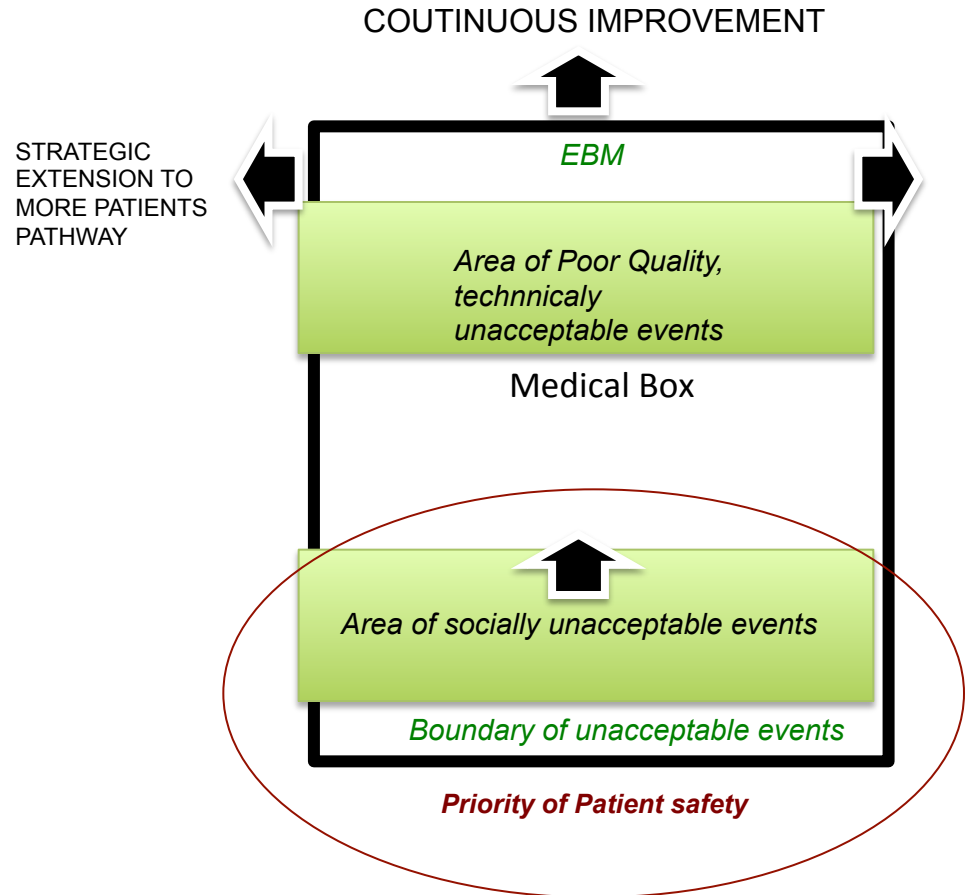 COUTINUOUS IMPROVEMENT
STRATEGIC
EXTENSION TO
MORE PATIENTS
PATHWAY
EBM
Area of Poor Quality,
technnicaly
unacceptable events
Medical Box
Area of socially unacceptable events
Boundary of unacceptable events
Priority of Patient safety